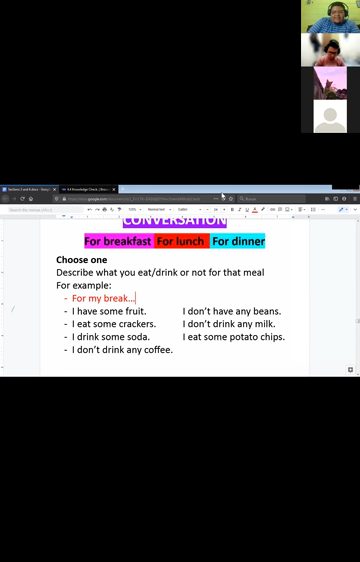 CONVERSATION
For breakfast For lunch For dinner
Choose one
Describe what you eat/drink or not for that meal
For example:
- For my break...
- I have some fruit. I don't have any beans.
- I eat some crackers. I don't drink any milk.
- I drink some soda. I eat some potato chips.
- I don't drink any coffee.